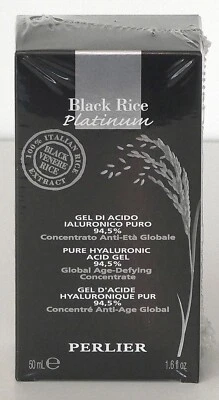 Black Rice
Platinum
100% ITALIAN RICE
BLACK
VENERE
RICE
EXTRACT
GEL DI ACIDO
IALURONICO PURO
94,5%
Concentrato Anti-Età Globale
PURE HYALURONIC
ACID GEL
94,5%
Global Age-Defying
Concentrate
GEL D'ACIDE
HYALURONIQUE PUR
94,5%
Concentré Anti-Age Global
PERLIER
50 ml e 1.6 fl oz